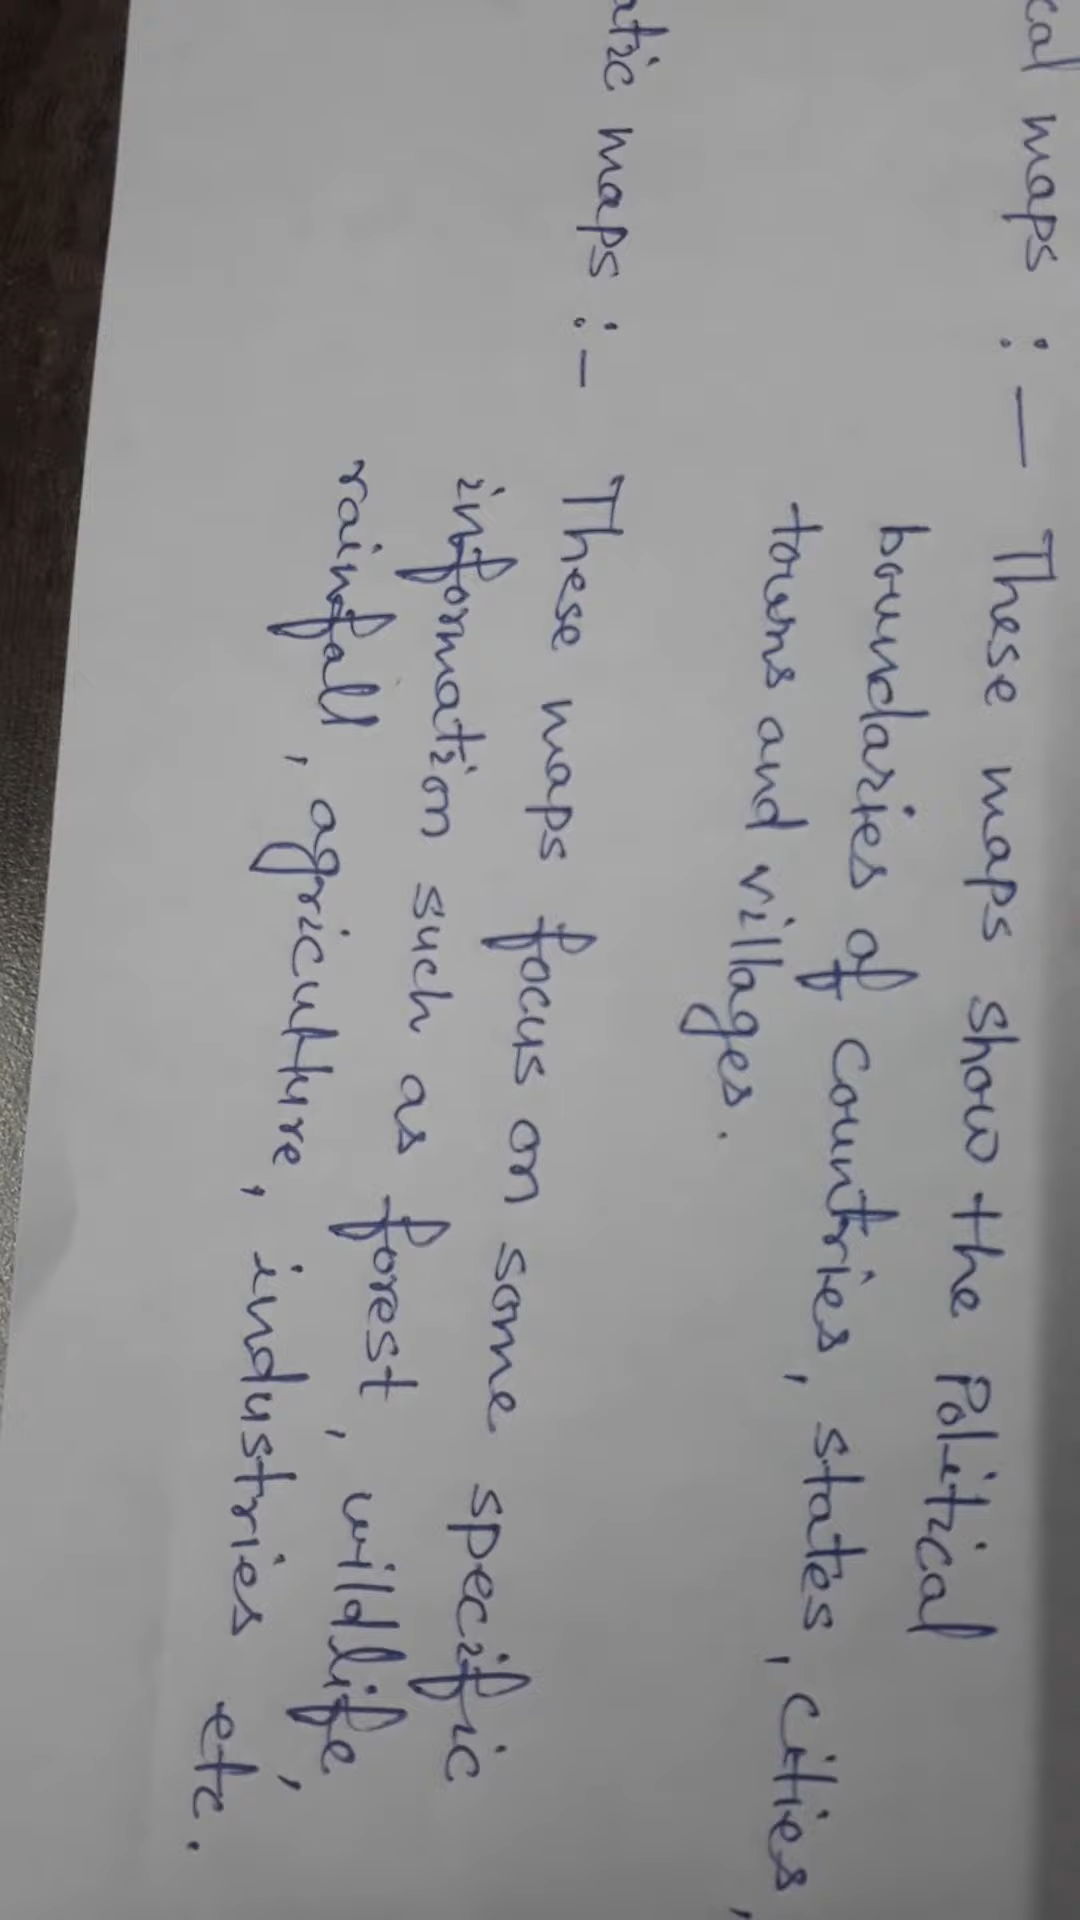 cal maps :- These maps show the Political
boundaries of countries, states, cities,
towns and villages.
atic maps :- These maps focus on some specific
information such as forest, wildlife,
rainfall, agriculture, industries etc.